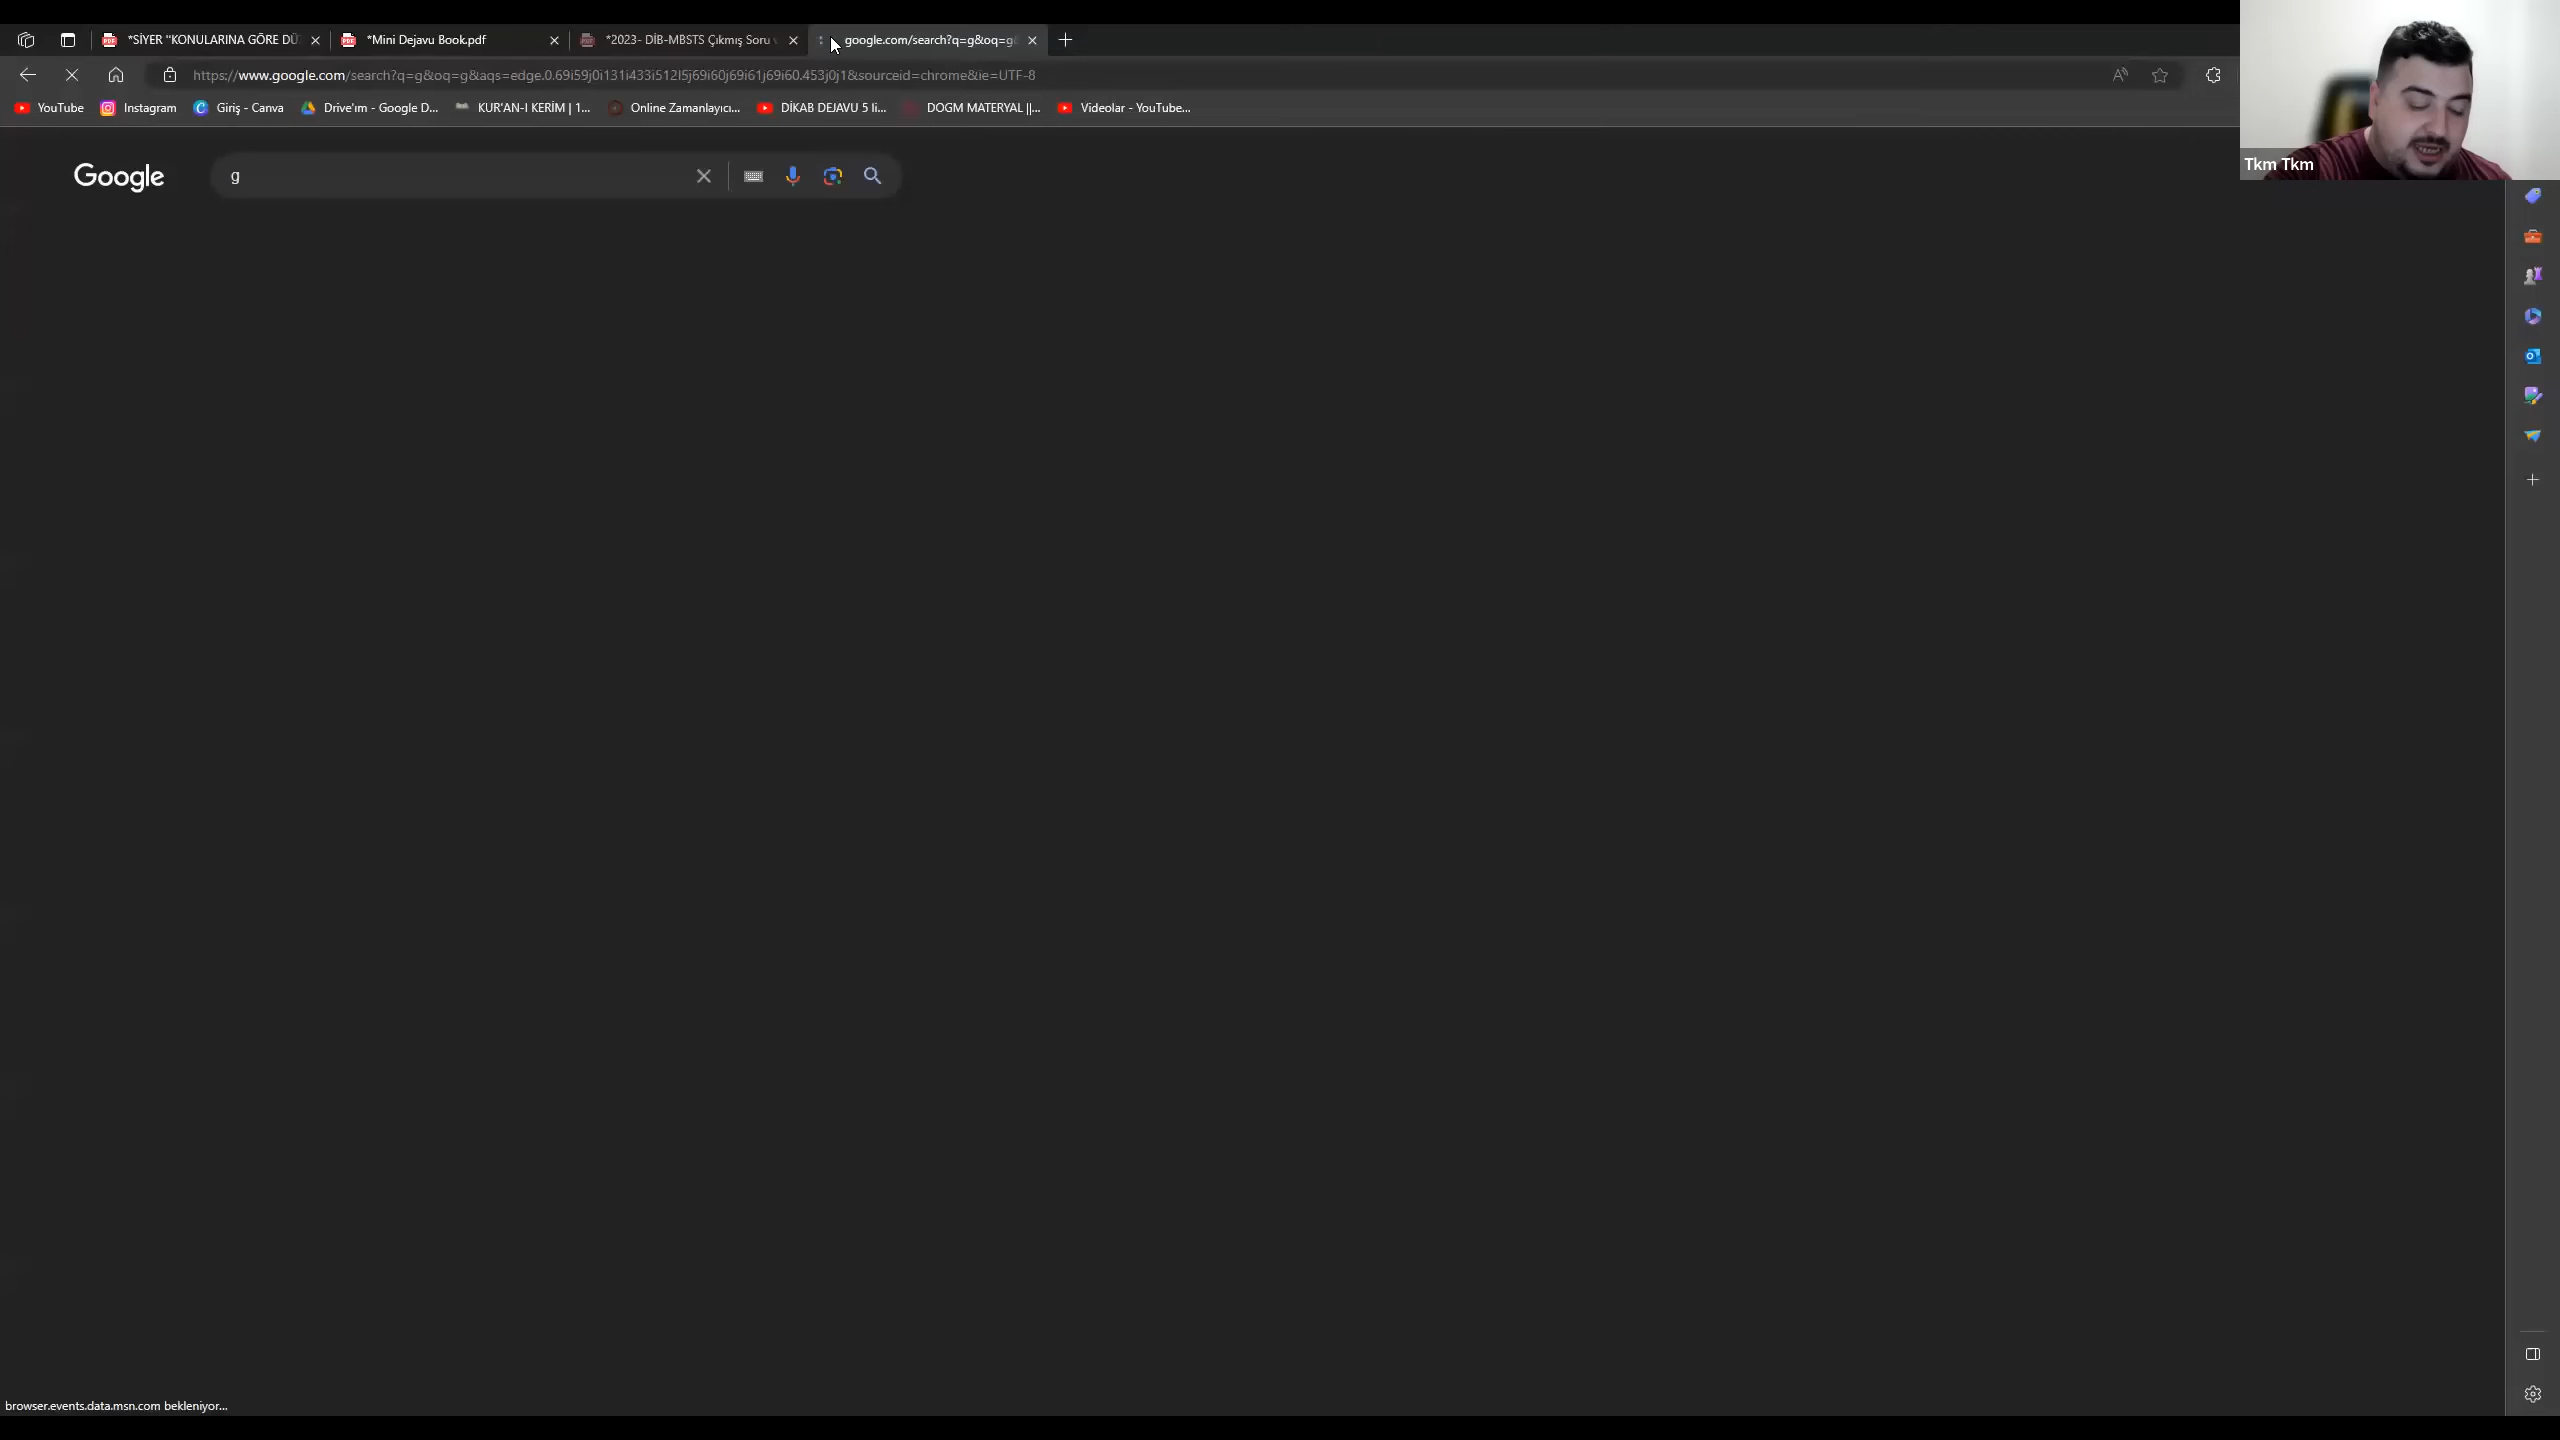 *SİYER "KONULARINA GÖRE DÜ
*Mini Dejavu Book.pdf
*2023- DİB-MBSTS Çıkmış Soru
google.com/search?q=g&oq=g&
https://www.google.com/search?q=g&oq=g&aqs=edge.0.69i59j0i131i433i512l5j69i60j69i61j69i60.453j0j1&sourceid=chrome&ie=UTF-8
YouTube
Instagram
Giriş - Canva
Drive'ım - Google D...
KUR'AN-I KERİM | 1...
Online Zamanlayıcı...
DİKAB DEJAVU 5 li...
DOGM MATERYAL ||...
Videolar - YouTube...
Google
g
Tkm Tkm
browser.events.data.msn.com bekleniyor...